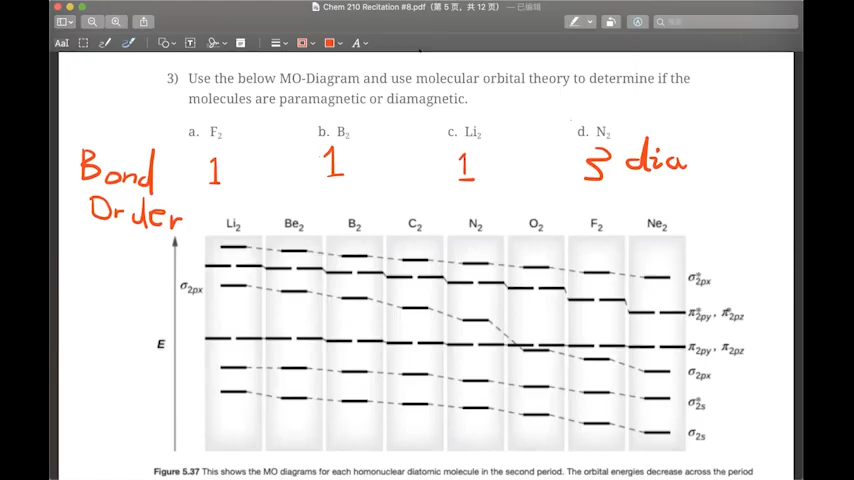 Chem 210 Recitation #8.pdf (第 5 页，共 12 页) — 已编辑
搜索
AaI
T
A
3) Use the below MO-Diagram and use molecular orbital theory to determine if the
molecules are paramagnetic or diamagnetic.
a. F₂ b. B₂ c. Li₂ d. N₂
Bond 1 1 1 3 dia
Order
Li₂ Be₂ B₂ C₂ N₂ O₂ F₂ Ne₂
σ*2px
σ2px
π*2py, π*2pz
E
π2py, π2pz
σ2px
σ*2s
σ2s
Figure 5.37 This shows the MO diagrams for each homonuclear diatomic molecule in the second period. The orbital energies decrease across the period